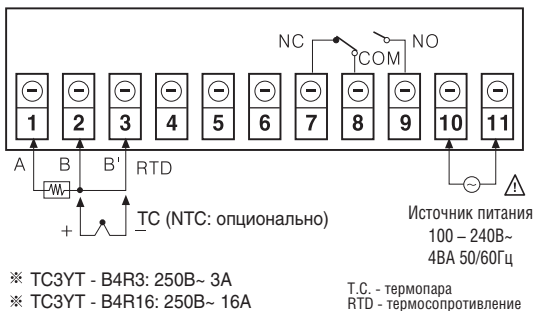 NC NO
COM
1 2 3 4 5 6 7 8 9 10 11
A B B' RTD
+ – TC (NTC: опционально)
Источник питания
100 – 240В~
4ВА 50/60Гц
※ TC3YT - B4R3: 250В~ 3А
※ TC3YT - B4R16: 250В~ 16А
Т.С. - термопара
RTD - термосопротивление